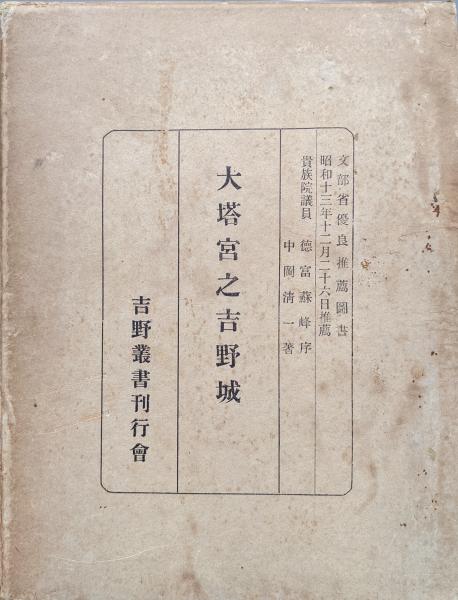 文部省優良推薦圖書
昭和十三年十二月二十六日推薦
貴族院議員　德富蘇峰序
中岡淸一著
大塔宮之吉野城
吉野叢書刊行會